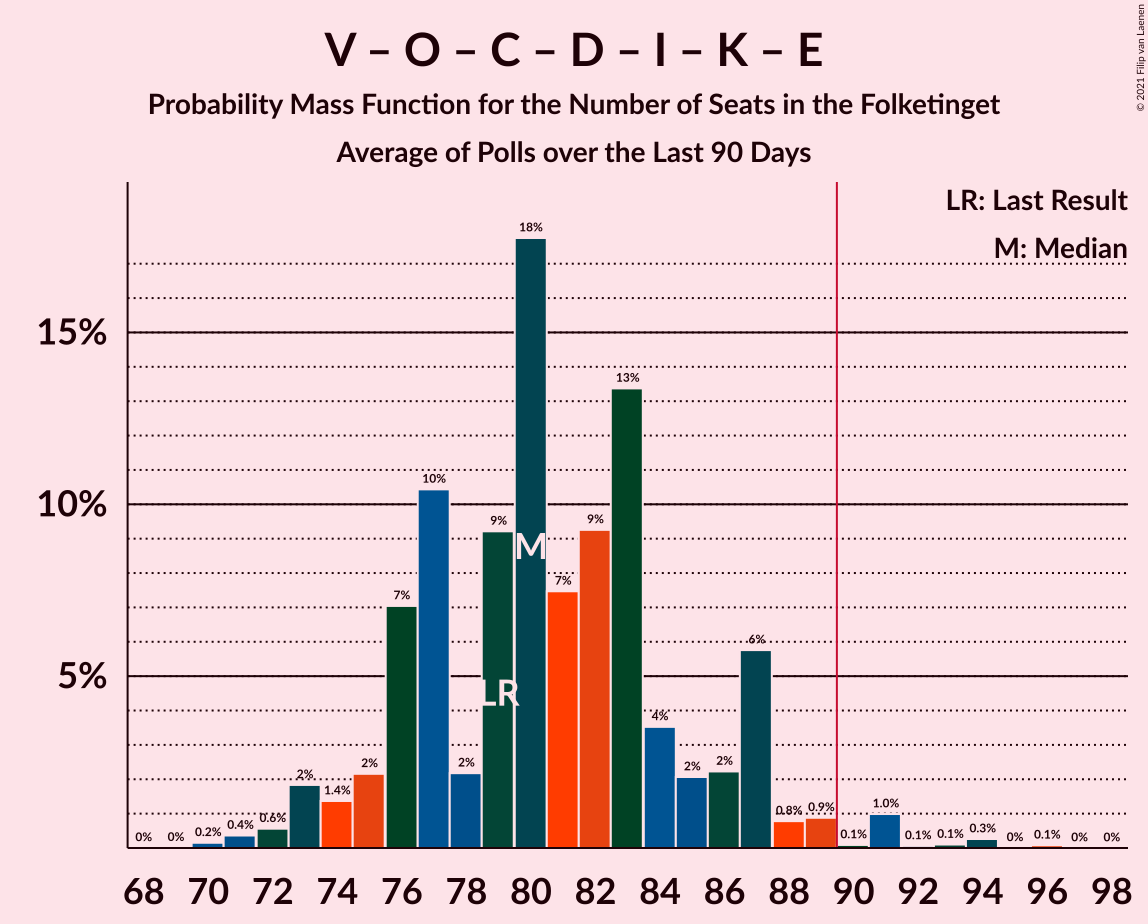 V – O – C – D – I – K – E
Probability Mass Function for the Number of Seats in the Folketinget
Average of Polls over the Last 90 Days
© 2021 Filip van Laenen
LR: Last Result
M: Median
15%
10%
5%
0% 0% 0.2% 0.4% 0.6% 2% 1.4% 2% 7% 10% 2% 9% 18% 7% 9% 13% 4% 2% 2% 6% 0.8% 0.9% 0.1% 1.0% 0.1% 0.1% 0.3% 0% 0.1% 0% 0%
M
LR
68 70 72 74 76 78 80 82 84 86 88 90 92 94 96 98